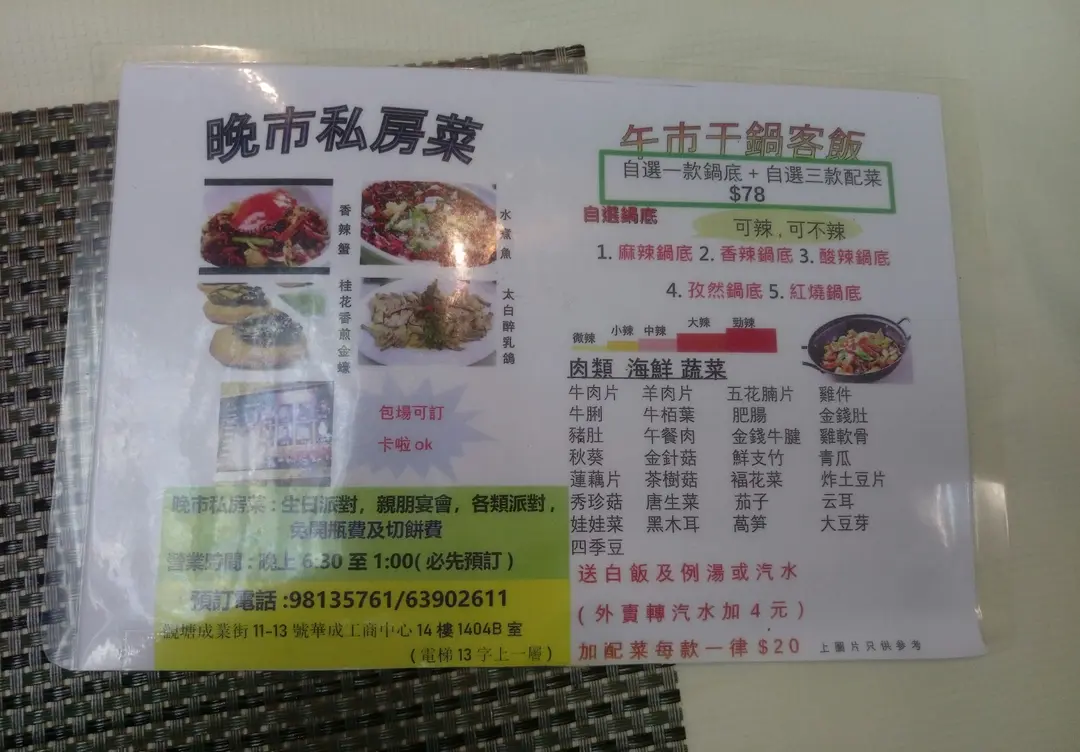 晚市私房菜
香辣蟹
水煮魚
桂花香煎金蠔
太白醉乳鴿
包場可訂
卡啦ok
晚市私房菜 : 生日派對，親朋宴會，各類派對，
免開瓶費及切餅費
營業時間 : 晚上 6:30 至 1:00( 必先預訂 )
預訂電話 :98135761/63902611
觀塘成業街 11-13 號華成工商中心 14 樓 1404B 室
( 電梯 13 字上一層 )
午市干鍋客飯
自選一款鍋底 + 自選三款配菜
$78
自選鍋底
可辣 , 可不辣
1. 麻辣鍋底 2. 香辣鍋底 3. 酸辣鍋底
4. 孜然鍋底 5. 紅燒鍋底
微辣 小辣 中辣 大辣 勁辣
肉類 海鮮 蔬菜
牛肉片 羊肉片 五花腩片 雞件
牛脷 牛栢葉 肥腸 金錢肚
豬肚 午餐肉 金錢牛腱 雞軟骨
秋葵 金針菇 鮮支竹 青瓜
蓮藕片 茶樹菇 椰花菜 炸土豆片
秀珍菇 唐生菜 茄子 云耳
娃娃菜 黑木耳 萵笋 大豆芽
四季豆
送白飯及例湯或汽水
( 外賣轉汽水加 4 元 )
加配菜每款一律 $20
上圖片只供參考